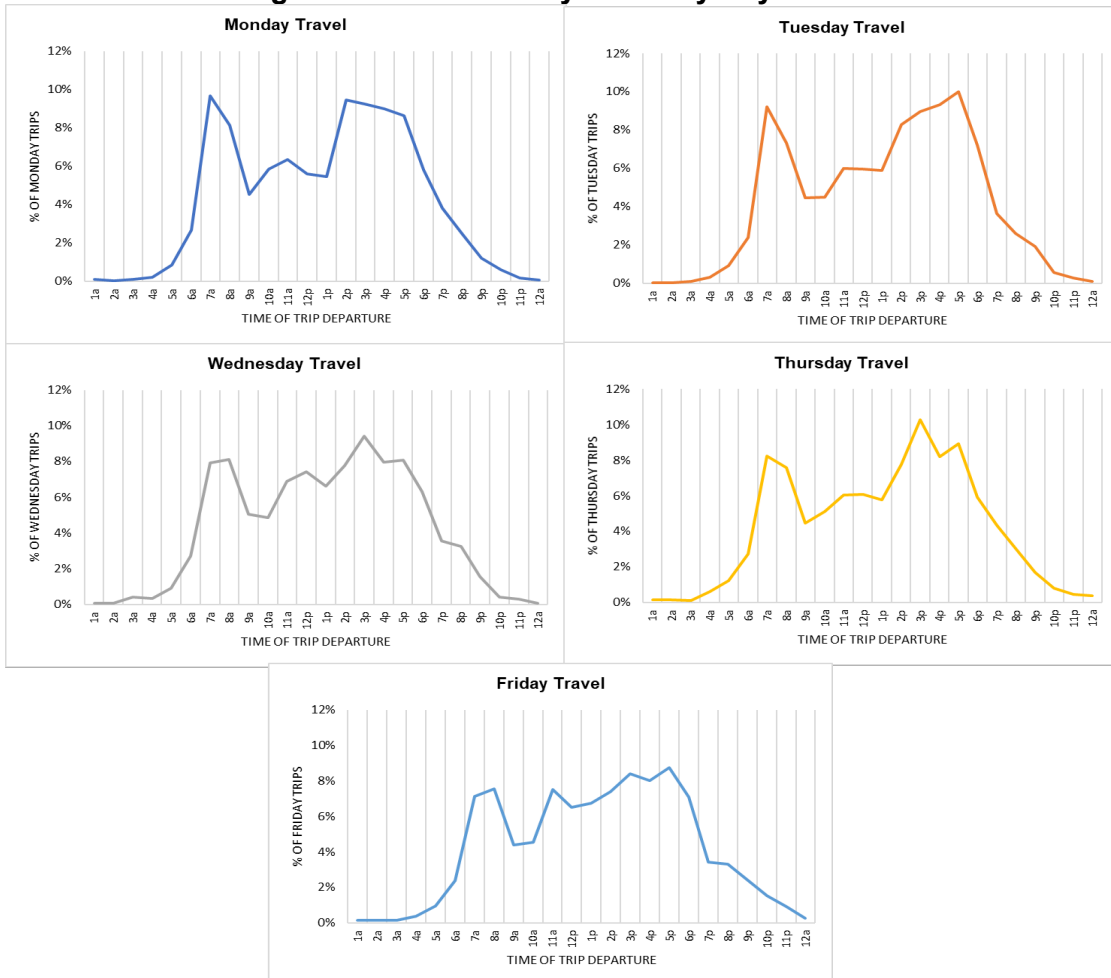 Monday Travel
12%
10%
8%
6%
4%
2%
0%
% OF MONDAY TRIPS
1a 2a 3a 4a 5a 6a 7a 8a 9a 10a 11a 12p 1p 2p 3p 4p 5p 6p 7p 8p 9p 10p 11p 12a
TIME OF TRIP DEPARTURE
Tuesday Travel
12%
10%
8%
6%
4%
2%
0%
% OF TUESDAY TRIPS
1a 2a 3a 4a 5a 6a 7a 8a 9a 10a 11a 12p 1p 2p 3p 4p 5p 6p 7p 8p 9p 10p 11p 12a
TIME OF TRIP DEPARTURE
Wednesday Travel
12%
10%
8%
6%
4%
2%
0%
% OF WEDNESDAY TRIPS
1a 2a 3a 4a 5a 6a 7a 8a 9a 10a 11a 12p 1p 2p 3p 4p 5p 6p 7p 8p 9p 10p 11p 12a
TIME OF TRIP DEPARTURE
Thursday Travel
12%
10%
8%
6%
4%
2%
0%
% OF THURSDAY TRIPS
1a 2a 3a 4a 5a 6a 7a 8a 9a 10a 11a 12p 1p 2p 3p 4p 5p 6p 7p 8p 9p 10p 11p 12a
TIME OF TRIP DEPARTURE
Friday Travel
12%
10%
8%
6%
4%
2%
0%
% OF FRIDAY TRIPS
1a 2a 3a 4a 5a 6a 7a 8a 9a 10a 11a 12p 1p 2p 3p 4p 5p 6p 7p 8p 9p 10p 11p 12a
TIME OF TRIP DEPARTURE